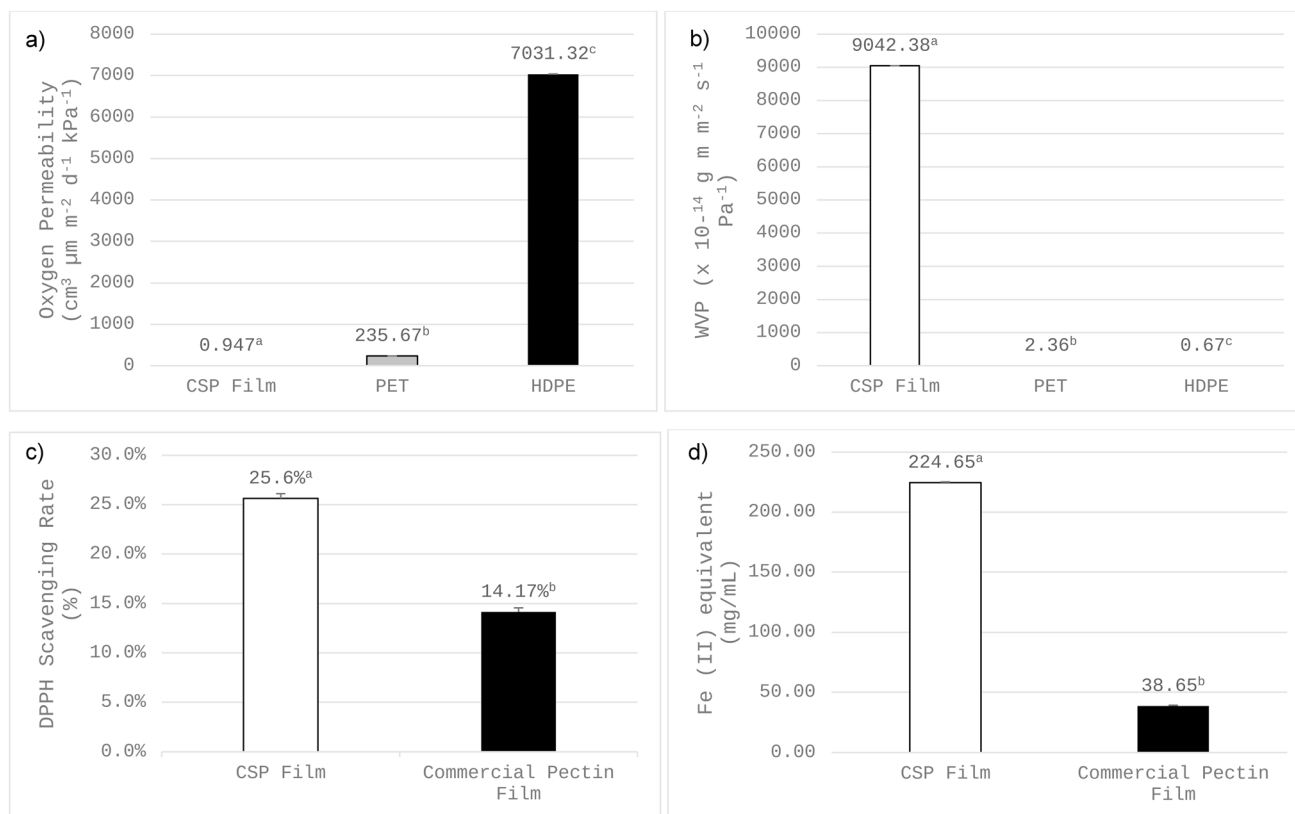 a)
Oxygen Permeability
(cm³ µm m⁻² d⁻¹ kPa⁻¹)
8000
7000
6000
5000
4000
3000
2000
1000
0
0.947ᵃ
235.67ᵇ
7031.32ᶜ
CSP Film
PET
HDPE
b)
WVP (x 10⁻¹⁴ g m m⁻² s⁻¹
Pa⁻¹)
10000
9000
8000
7000
6000
5000
4000
3000
2000
1000
0
9042.38ᵃ
2.36ᵇ
0.67ᶜ
CSP Film
PET
HDPE
c)
DPPH Scavenging Rate
(%)
30.0%
25.0%
20.0%
15.0%
10.0%
5.0%
0.0%
25.6%ᵃ
14.17%ᵇ
CSP Film
Commercial Pectin
Film
d)
Fe (II) equivalent
(mg/mL)
250.00
200.00
150.00
100.00
50.00
0.00
224.65ᵃ
38.65ᵇ
CSP Film
Commercial Pectin
Film